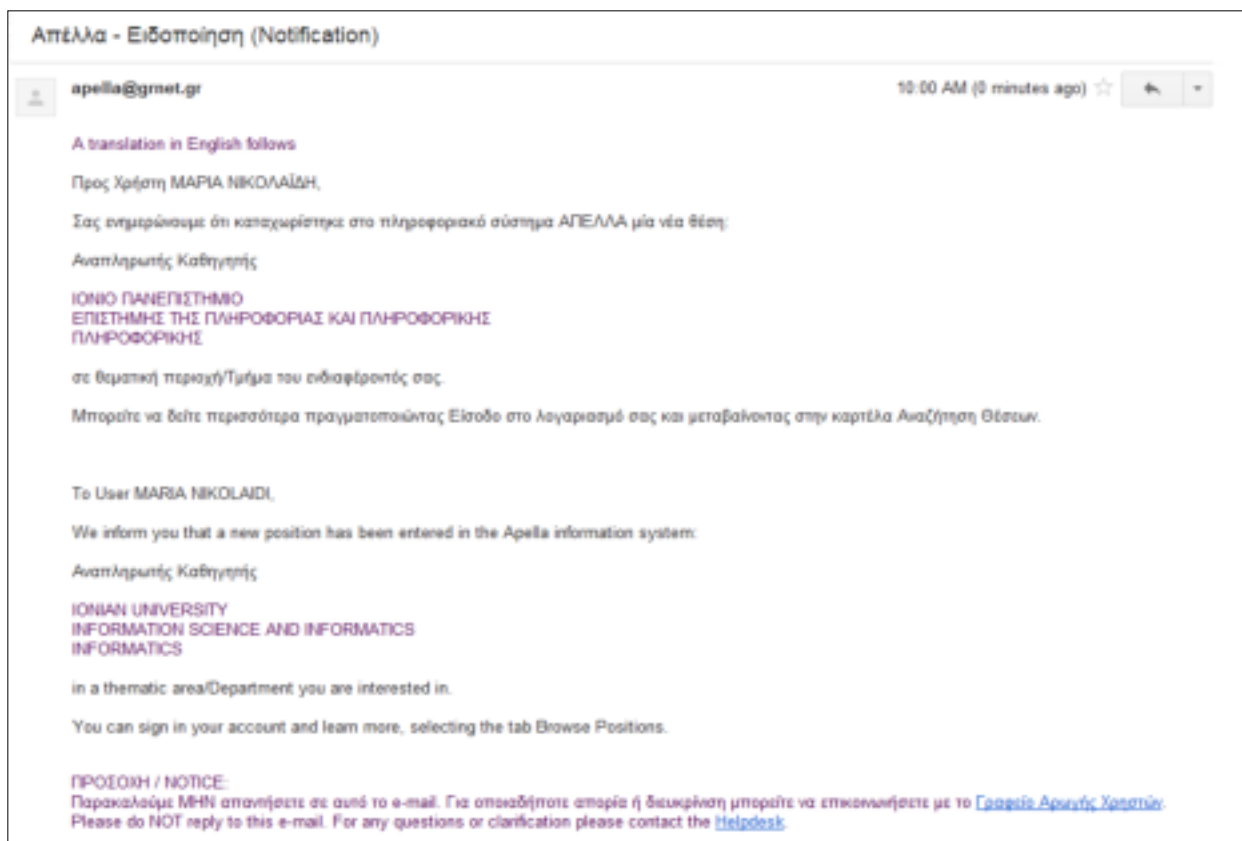 Απέλλα - Ειδοποίηση (Notification)
apella@grnet.gr
10:00 AM (0 minutes ago)
A translation in English follows
Προς Χρήστη ΜΑΡΙΑ ΝΙΚΟΛΑΪΔΗ,
Σας ενημερώνουμε ότι καταχωρίστηκε στο πληροφοριακό σύστημα ΑΠΕΛΛΑ μία νέα θέση:
Αναπληρωτής Καθηγητής
ΙΟΝΙΟ ΠΑΝΕΠΙΣΤΗΜΙΟ
ΕΠΙΣΤΗΜΗΣ ΤΗΣ ΠΛΗΡΟΦΟΡΙΑΣ ΚΑΙ ΠΛΗΡΟΦΟΡΙΚΗΣ
ΠΛΗΡΟΦΟΡΙΚΗΣ
σε θεματική περιοχή/Τμήμα του ενδιαφέροντός σας.
Μπορείτε να δείτε περισσότερα πραγματοποιώντας Είσοδο στο λογαριασμό σας και μεταβαίνοντας στην καρτέλα Αναζήτηση Θέσεων.
To User MARIA NIKOLAIDI,
We inform you that a new position has been entered in the Apella information system:
Αναπληρωτής Καθηγητής
IONIAN UNIVERSITY
INFORMATION SCIENCE AND INFORMATICS
INFORMATICS
in a thematic area/Department you are interested in.
You can sign in your account and learn more, selecting the tab Browse Positions.
ΠΡΟΣΟΧΗ / NOTICE:
Παρακαλούμε ΜΗΝ απαντήσετε σε αυτό το e-mail. Για οποιαδήποτε απορία ή διευκρίνιση μπορείτε να επικοινωνήσετε με το Γραφείο Αρωγής Χρηστών.
Please do NOT reply to this e-mail. For any questions or clarification please contact the Helpdesk.